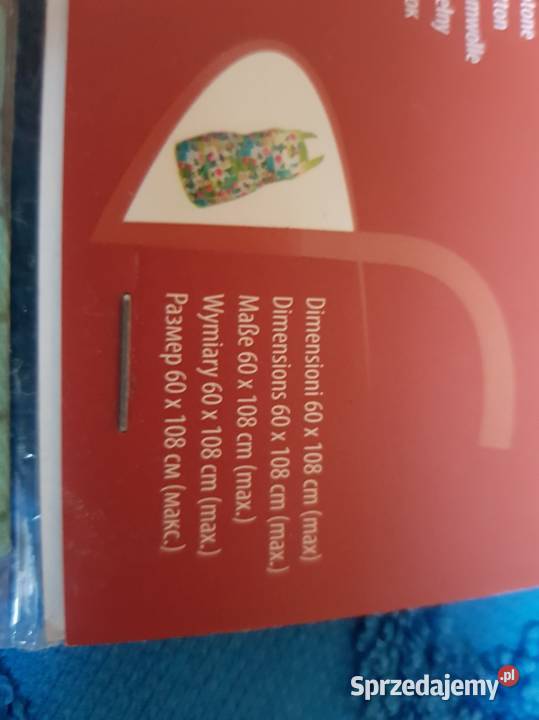 Dimensioni 60 x 108 cm (max)
Dimensions 60 x 108 cm (max.)
Maße 60 x 108 cm (max.)
Wymiary 60 x 108 cm (max.)
Размер 60 x 108 см (макс.)
Sprzedajemy.pl